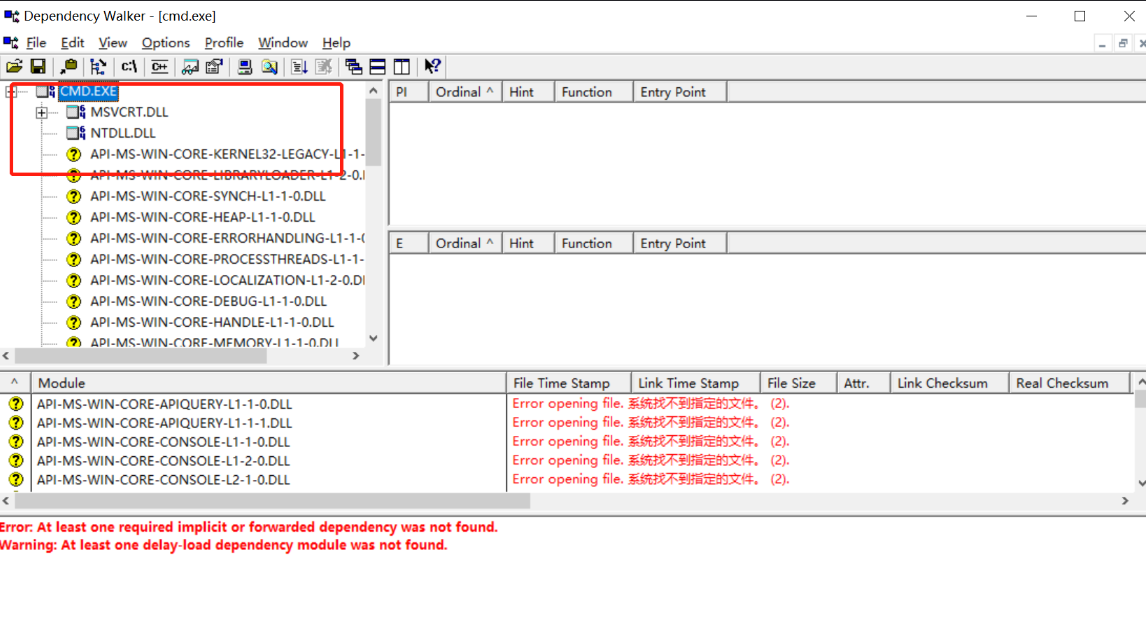 Dependency Walker - [cmd.exe]
File Edit View Options Profile Window Help
C:\ C++
CMD.EXE
MSVCRT.DLL
NTDLL.DLL
API-MS-WIN-CORE-KERNEL32-LEGACY-L1-1-
API-MS-WIN-CORE-LIBRARYLOADER-L1-2-0.
API-MS-WIN-CORE-SYNCH-L1-1-0.DLL
API-MS-WIN-CORE-HEAP-L1-1-0.DLL
API-MS-WIN-CORE-ERRORHANDLING-L1-1-
API-MS-WIN-CORE-PROCESSTHREADS-L1-1-
API-MS-WIN-CORE-LOCALIZATION-L1-2-0.D
API-MS-WIN-CORE-DEBUG-L1-1-0.DLL
API-MS-WIN-CORE-HANDLE-L1-1-0.DLL
API-MS-WIN-CORE-MEMORY-L1-1-0.DLL
PI Ordinal ^ Hint Function Entry Point
E Ordinal ^ Hint Function Entry Point
^ Module File Time Stamp Link Time Stamp File Size Attr. Link Checksum Real Checksum
API-MS-WIN-CORE-APIQUERY-L1-1-0.DLL Error opening file. 系统找不到指定的文件。 (2).
API-MS-WIN-CORE-APIQUERY-L1-1-1.DLL Error opening file. 系统找不到指定的文件。 (2).
API-MS-WIN-CORE-CONSOLE-L1-1-0.DLL Error opening file. 系统找不到指定的文件。 (2).
API-MS-WIN-CORE-CONSOLE-L1-2-0.DLL Error opening file. 系统找不到指定的文件。 (2).
API-MS-WIN-CORE-CONSOLE-L2-1-0.DLL Error opening file. 系统找不到指定的文件。 (2).
Error: At least one required implicit or forwarded dependency was not found.
Warning: At least one delay-load dependency module was not found.